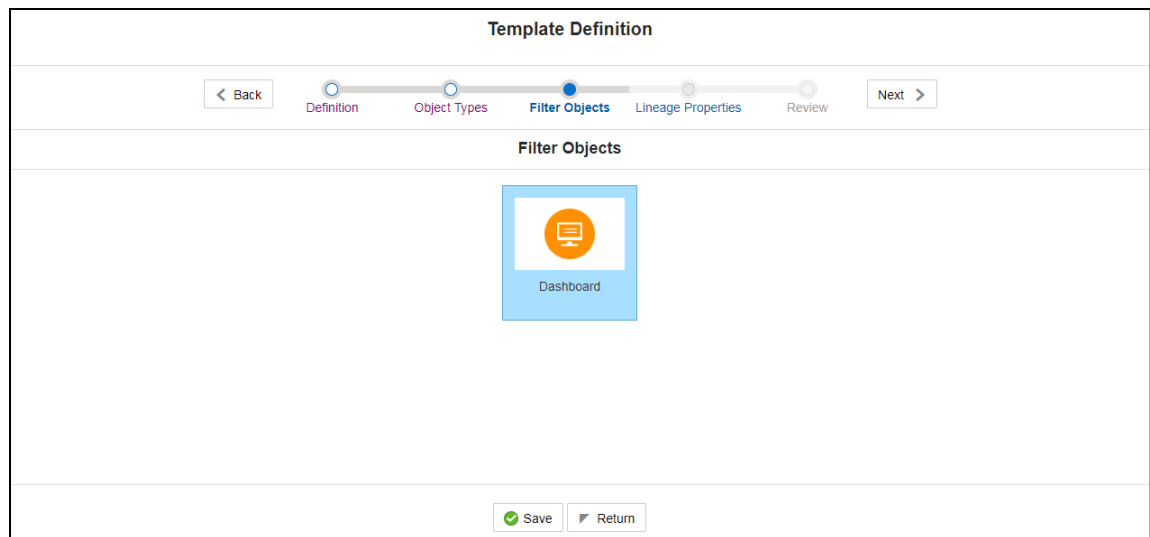 Template Definition
Back
Next
Definition
Object Types
Filter Objects
Lineage Properties
Review
Filter Objects
Dashboard
Save
Return